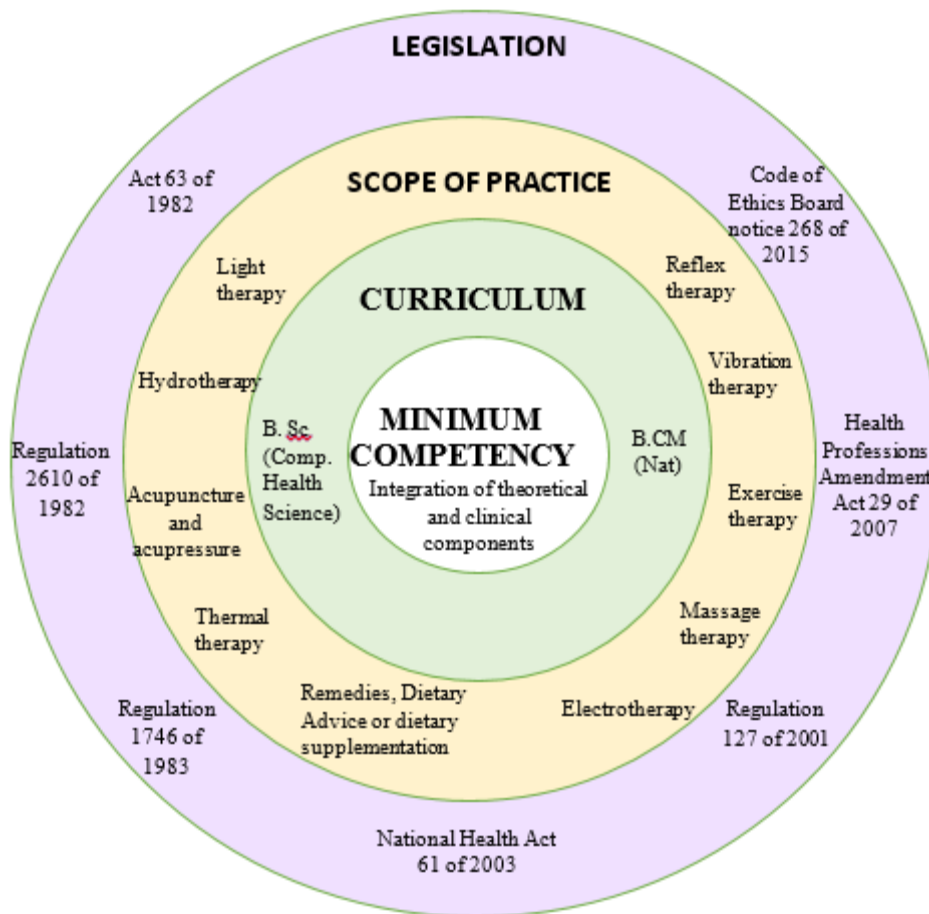 LEGISLATION
Act 63 of
1982
Code of
Ethics Board
notice 268 of
2015
Regulation
2610 of
1982
Health
Professions
Amendment
Act 29 of
2007
Regulation
1746 of
1983
Regulation
127 of 2001
National Health Act
61 of 2003
SCOPE OF PRACTICE
Light
therapy
Reflex
therapy
Hydrotherapy
Vibration
therapy
Acupuncture
and
acupressure
Exercise
therapy
Thermal
therapy
Massage
therapy
Remedies, Dietary
Advice or dietary
supplementation
Electrotherapy
CURRICULUM
B. Sc.
(Comp.
Health
Science)
B.CM
(Nat)
MINIMUM
COMPETENCY
Integration of theoretical
and clinical
components